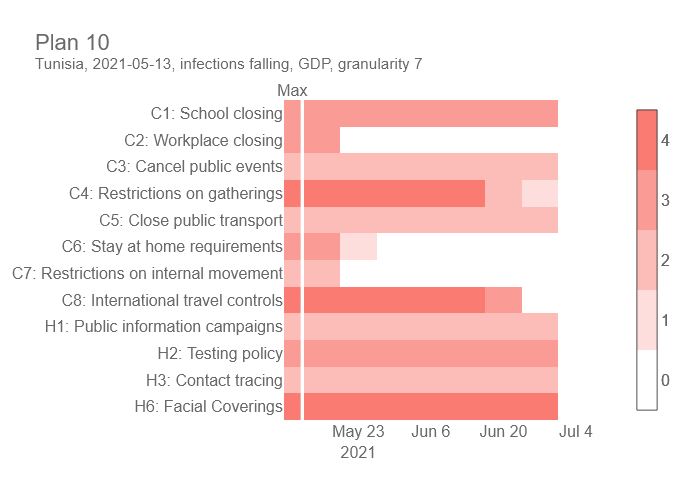 Plan 10
Tunisia, 2021-05-13, infections falling, GDP, granularity 7
Max
C1: School closing
C2: Workplace closing
C3: Cancel public events
C4: Restrictions on gatherings
C5: Close public transport
C6: Stay at home requirements
C7: Restrictions on internal movement
C8: International travel controls
H1: Public information campaigns
H2: Testing policy
H3: Contact tracing
H6: Facial Coverings
May 23 Jun 6 Jun 20 Jul 4
2021
4
3
2
1
0